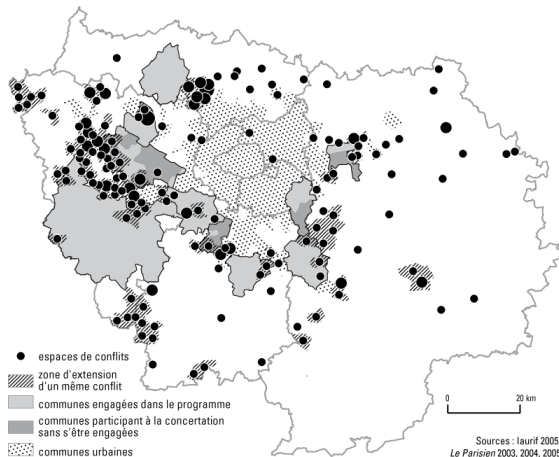 espaces de conflits
zone d'extension
d'un même conflit
communes engagées dans le programme
communes participant à la concertation
sans s'être engagées
communes urbaines
0 20 km
Sources : Iaurif 2005
Le Parisien 2003, 2004, 2005